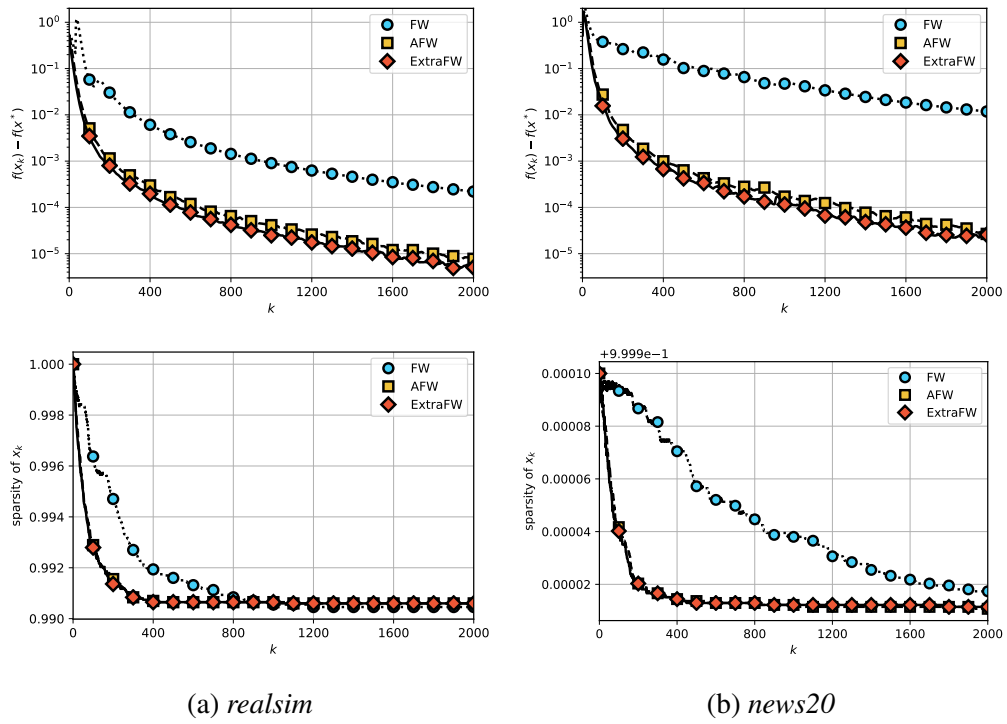 10^0
10^{-1}
10^{-2}
10^{-3}
10^{-4}
10^{-5}
f(x_k) − f(x^*)
FW
AFW
ExtraFW
0 400 800 1200 1600 2000
k
10^0
10^{-1}
10^{-2}
10^{-3}
10^{-4}
10^{-5}
f(x_k) − f(x^*)
FW
AFW
ExtraFW
0 400 800 1200 1600 2000
k
1.000
0.998
0.996
0.994
0.992
0.990
sparsity of x_k
FW
AFW
ExtraFW
0 400 800 1200 1600 2000
k
+9.999e−1
0.00010
0.00008
0.00006
0.00004
0.00002
sparsity of x_k
FW
AFW
ExtraFW
0 400 800 1200 1600 2000
k
(a) realsim
(b) news20